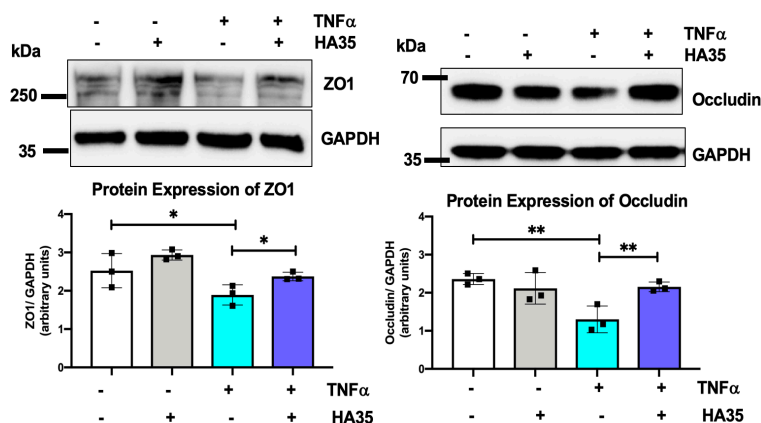 - - + + TNFα
- + - + HA35
kDa
ZO1
250
GAPDH
35
Protein Expression of ZO1
ZO1/ GAPDH
(arbitrary units)
4
3
2
1
0
*
*
- - + + TNFα
- + - + HA35
- - + + TNFα
- + - + HA35
kDa
70
Occludin
GAPDH
35
Protein Expression of Occludin
Occludin/ GAPDH
(arbitrary units)
4
3
2
1
0
**
**
- - + + TNFα
- + - + HA35